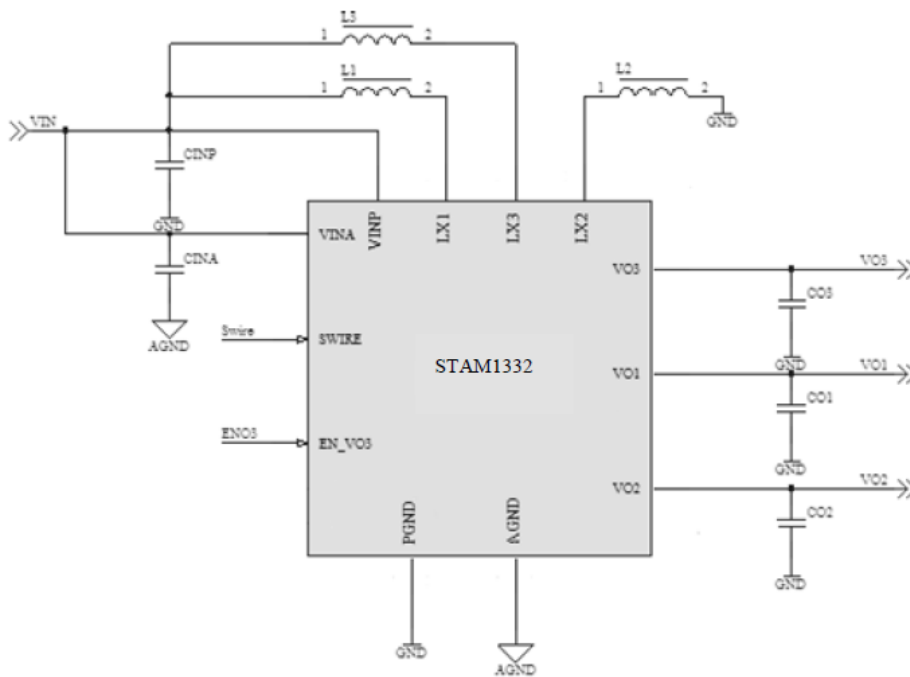 L3
1 2
L1
1 2
L2
1 2
GND
VIN
CINP
GND
VINA
VINP
LX1
LX3
LX2
CINA
AGND
VO3
VO3
CO3
GND
Swire
SWIRE
STAM1332
VO1
VO1
CO1
GND
ENO3
EN_VO3
VO2
VO2
CO2
GND
PGND
AGND
GND
AGND